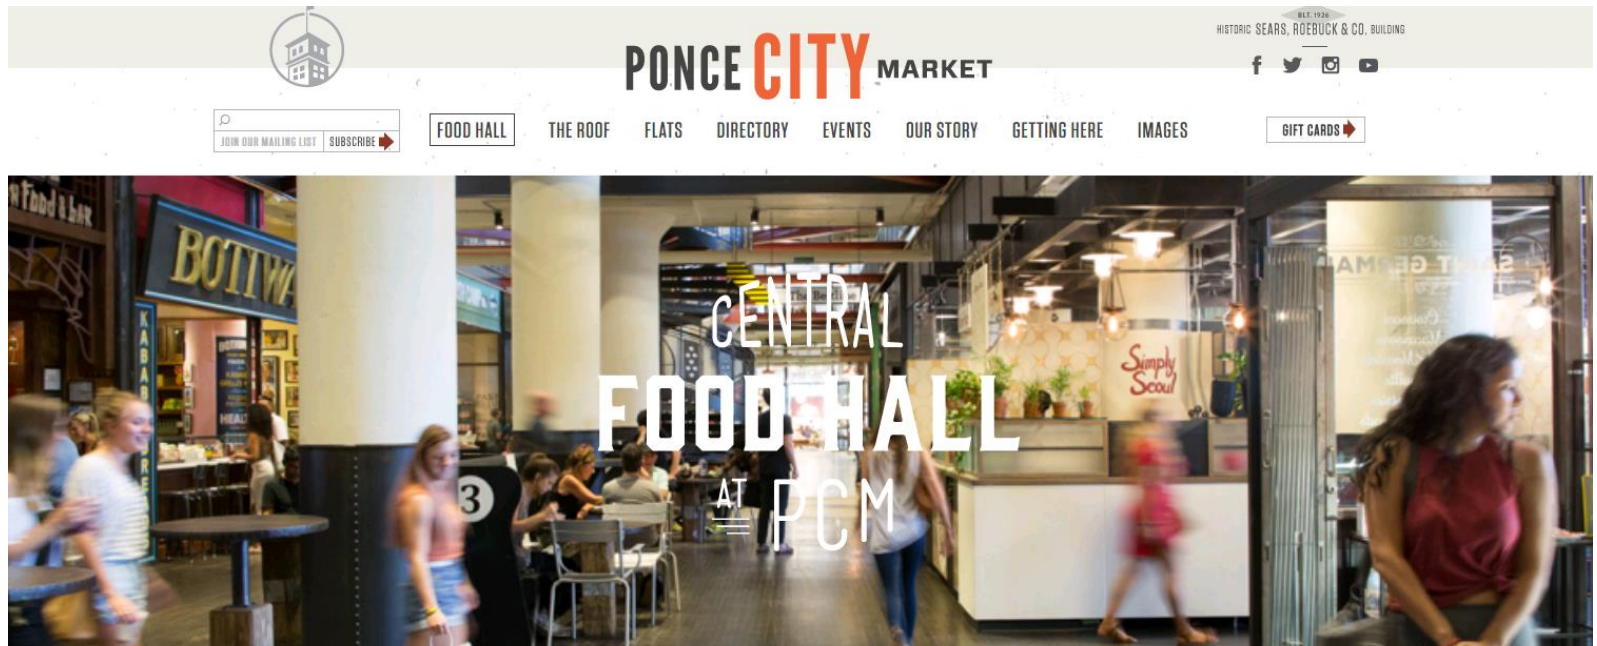 BLT. 1926
HISTORIC SEARS, ROEBUCK & CO. BUILDING
PONCE CITY MARKET
JOIN OUR MAILING LIST SUBSCRIBE
FOOD HALL THE ROOF FLATS DIRECTORY EVENTS OUR STORY GETTING HERE IMAGES GIFT CARDS
Food & bar
BOTIWA
KABAB
HEAL
CENTRAL
FOOD HALL
AT PCM
Simply
Seoul
3